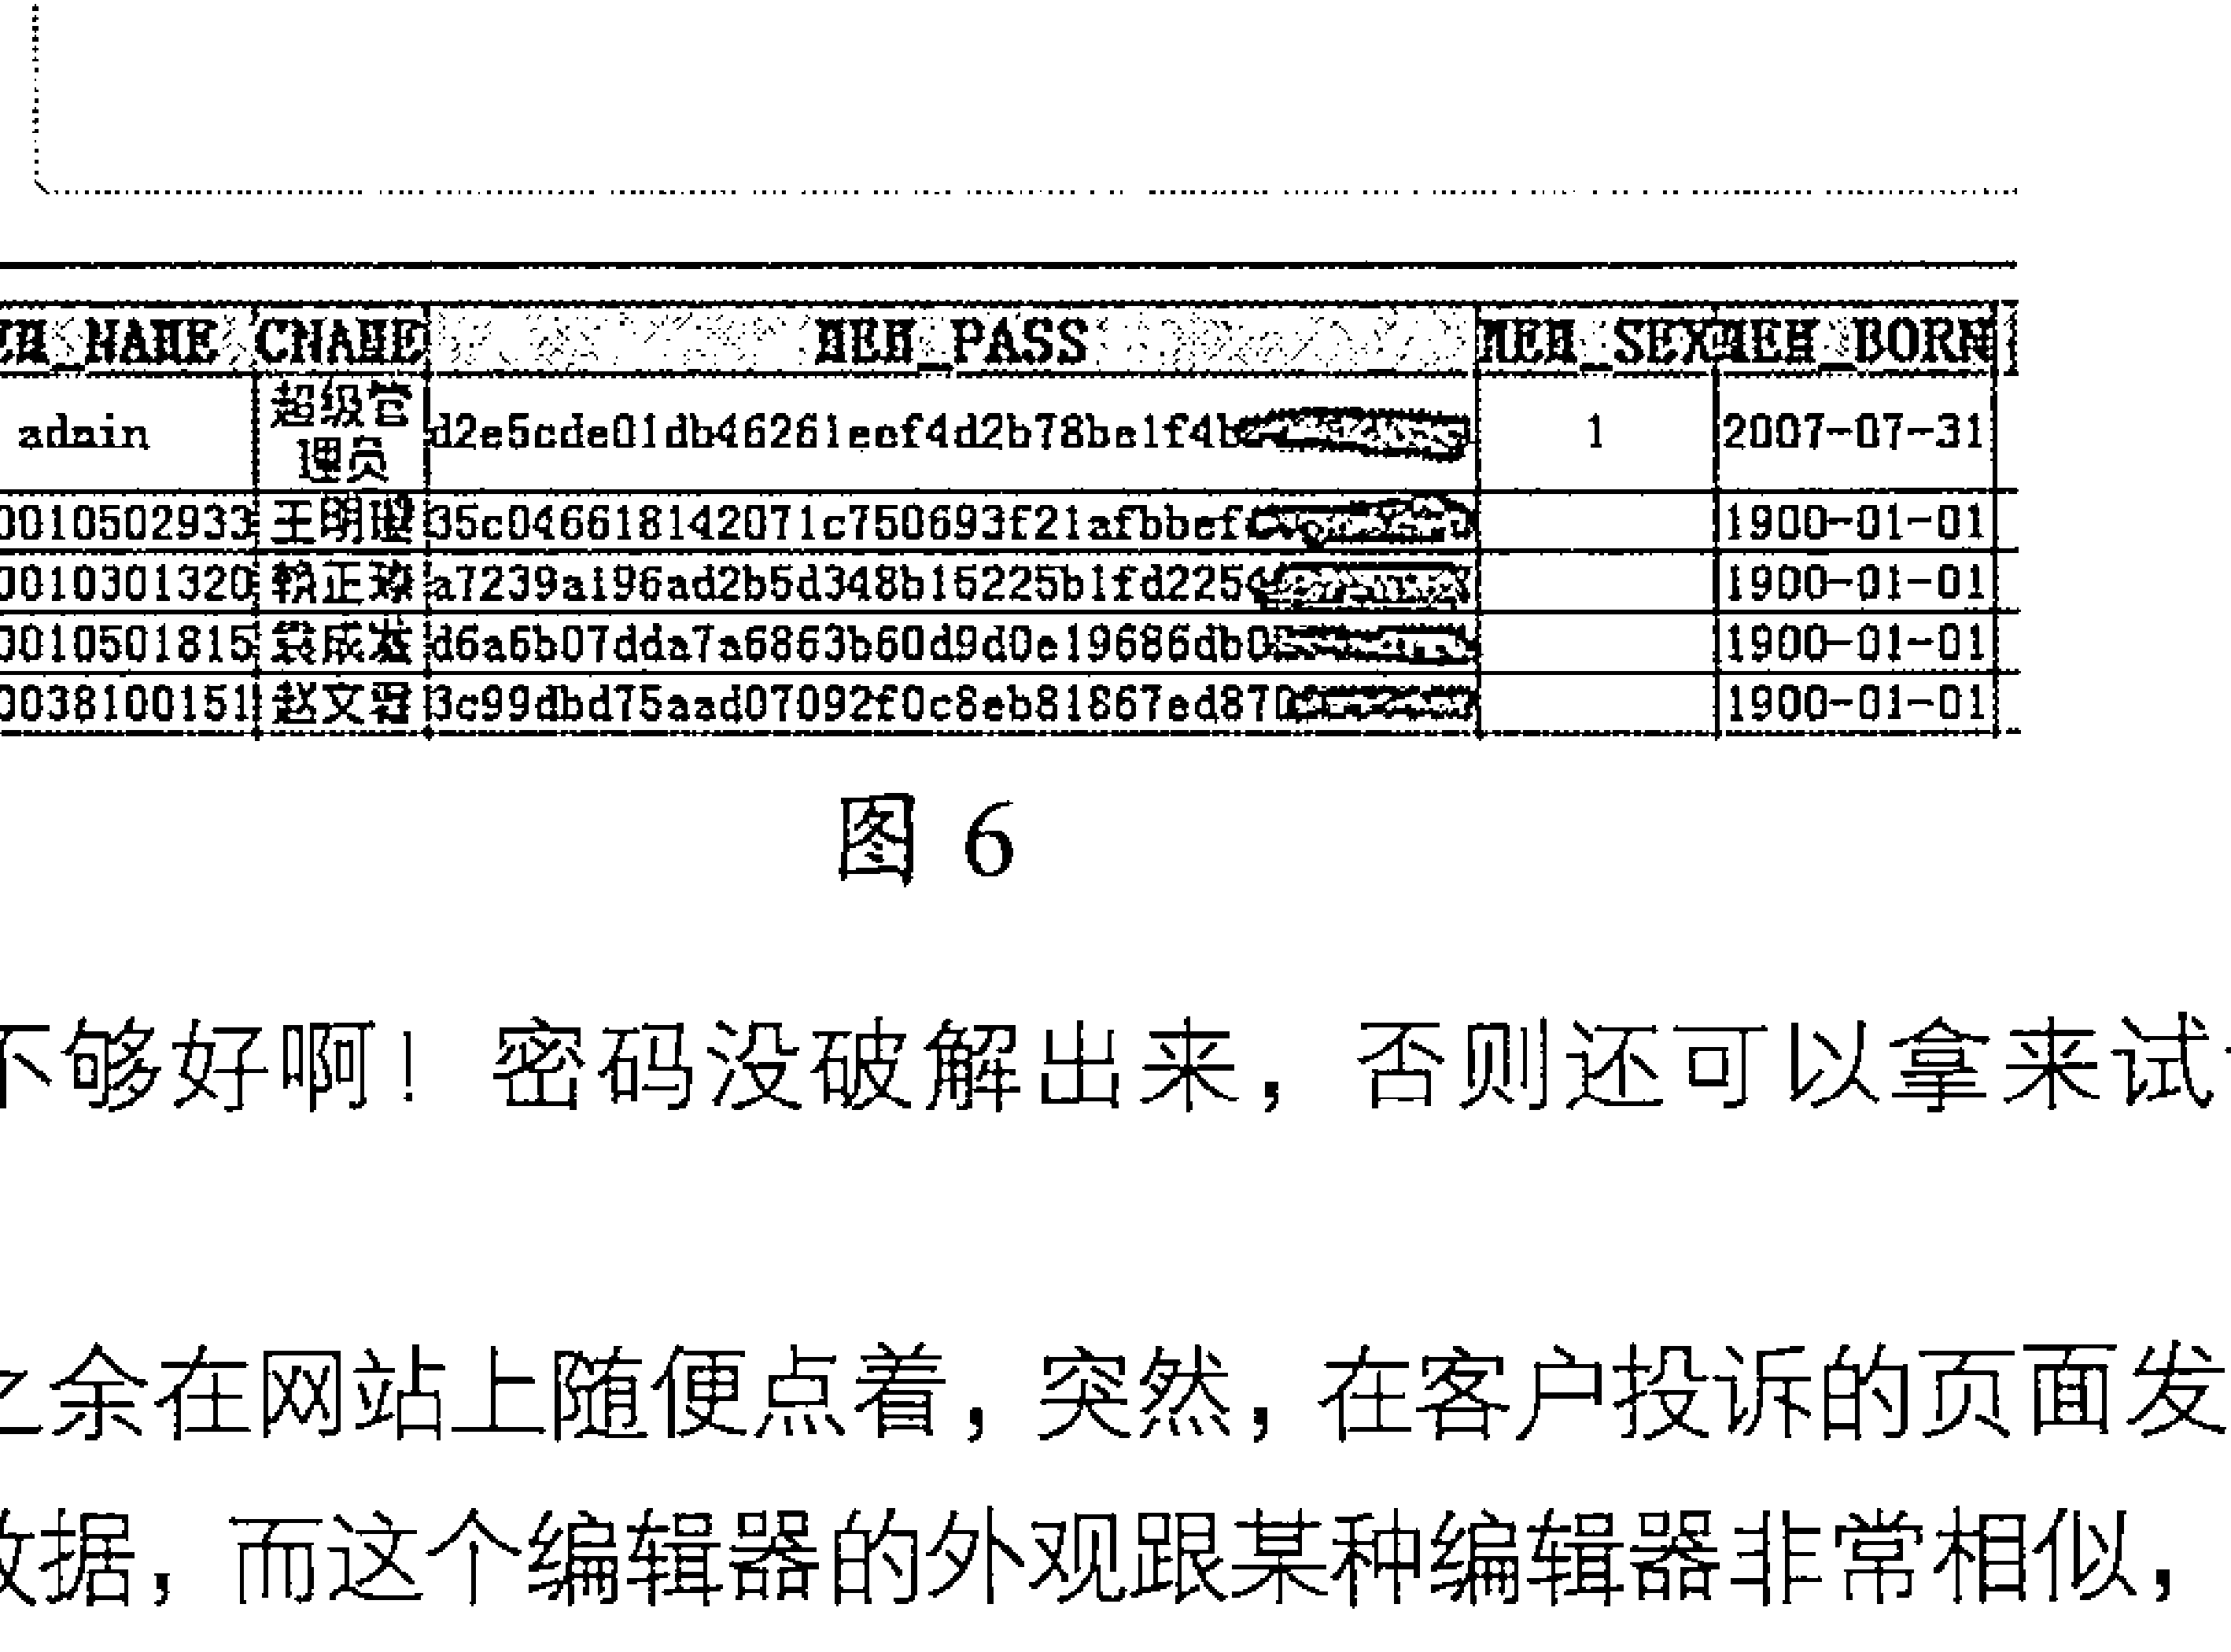 NAME CNAME MEM_PASS MEM_SEX MEM_BORN
超级管
admin d2e5cde01db46261ecf4d2b78be1f4b 1 2007-07-31
理员
0010502933 王明 35c046618142071c750693f21afbbef 1900-01-01
0010301320 a7239a196ad2b5d348b15225b1fd225 1900-01-01
0010501815 d6a6b07dda7a6863b60d9d0e19686db0 1900-01-01
0038100151 赵文 3c99dbd75aad07092f0c8eb81867ed870 1900-01-01
图 6
不够好啊！密码没破解出来，否则还可以拿来试
之余在网站上随便点着，突然，在客户投诉的页面发
数据，而这个编辑器的外观跟某种编辑器非常相似，